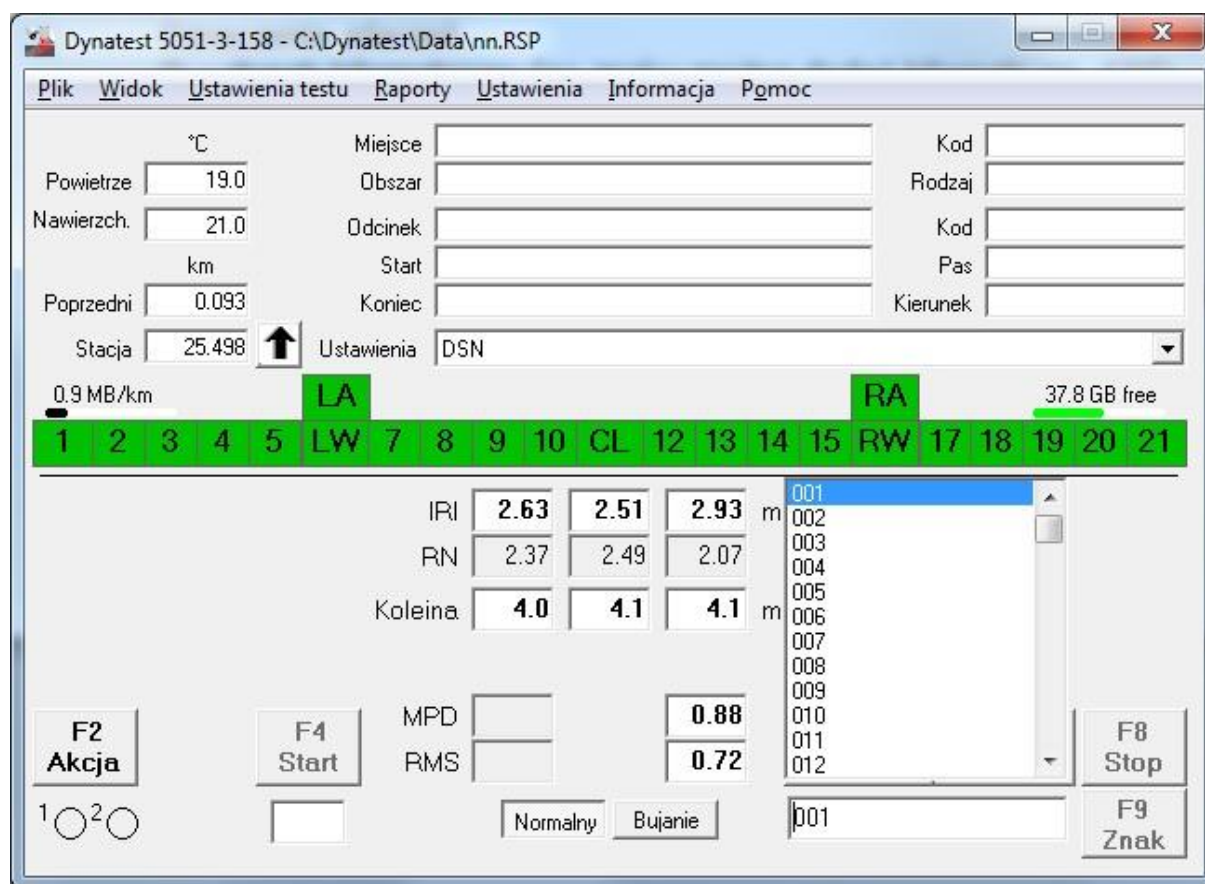 Dynatest 5051-3-158 - C:\Dynatest\Data\nn.RSP
Plik Widok Ustawienia testu Raporty Ustawienia Informacja Pomoc
°C Miejsce Kod
Powietrze 19.0 Obszar Rodzaj
Nawierzch. 21.0 Odcinek Kod
km Start Pas
Poprzedni 0.093 Koniec Kierunek
Stacja 25.498 Ustawienia DSN
0.9 MB/km LA RA 37.8 GB free
1 2 3 4 5 LW 7 8 9 10 CL 12 13 14 15 RW 17 18 19 20 21
IRI 2.63 2.51 2.93 m
RN 2.37 2.49 2.07
Koleina 4.0 4.1 4.1 m
001
002
003
004
005
006
007
008
009
010
011
012
MPD 0.88
RMS 0.72
F2
Akcja
F4
Start
F8
Stop
1 2 Normalny Bujanie 001
F9
Znak